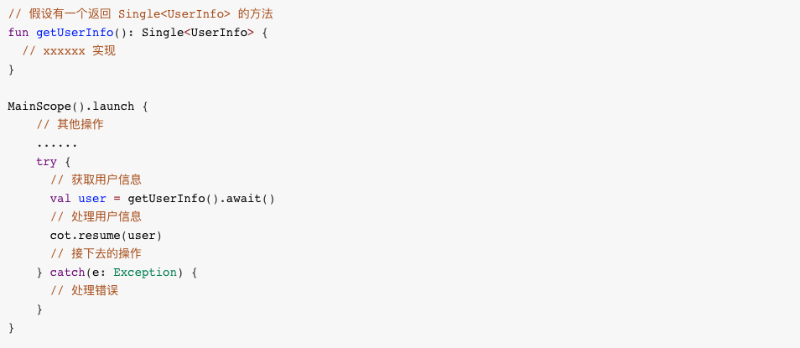 // 假设有一个返回 Single<UserInfo> 的方法
fun getUserInfo(): Single<UserInfo> {
  // xxxxxx 实现
}

MainScope().launch {
    // 其他操作
    ......
    try {
      // 获取用户信息
      val user = getUserInfo().await()
      // 处理用户信息
      cot.resume(user)
      // 接下去的操作
    } catch(e: Exception) {
      // 处理错误
    }
}